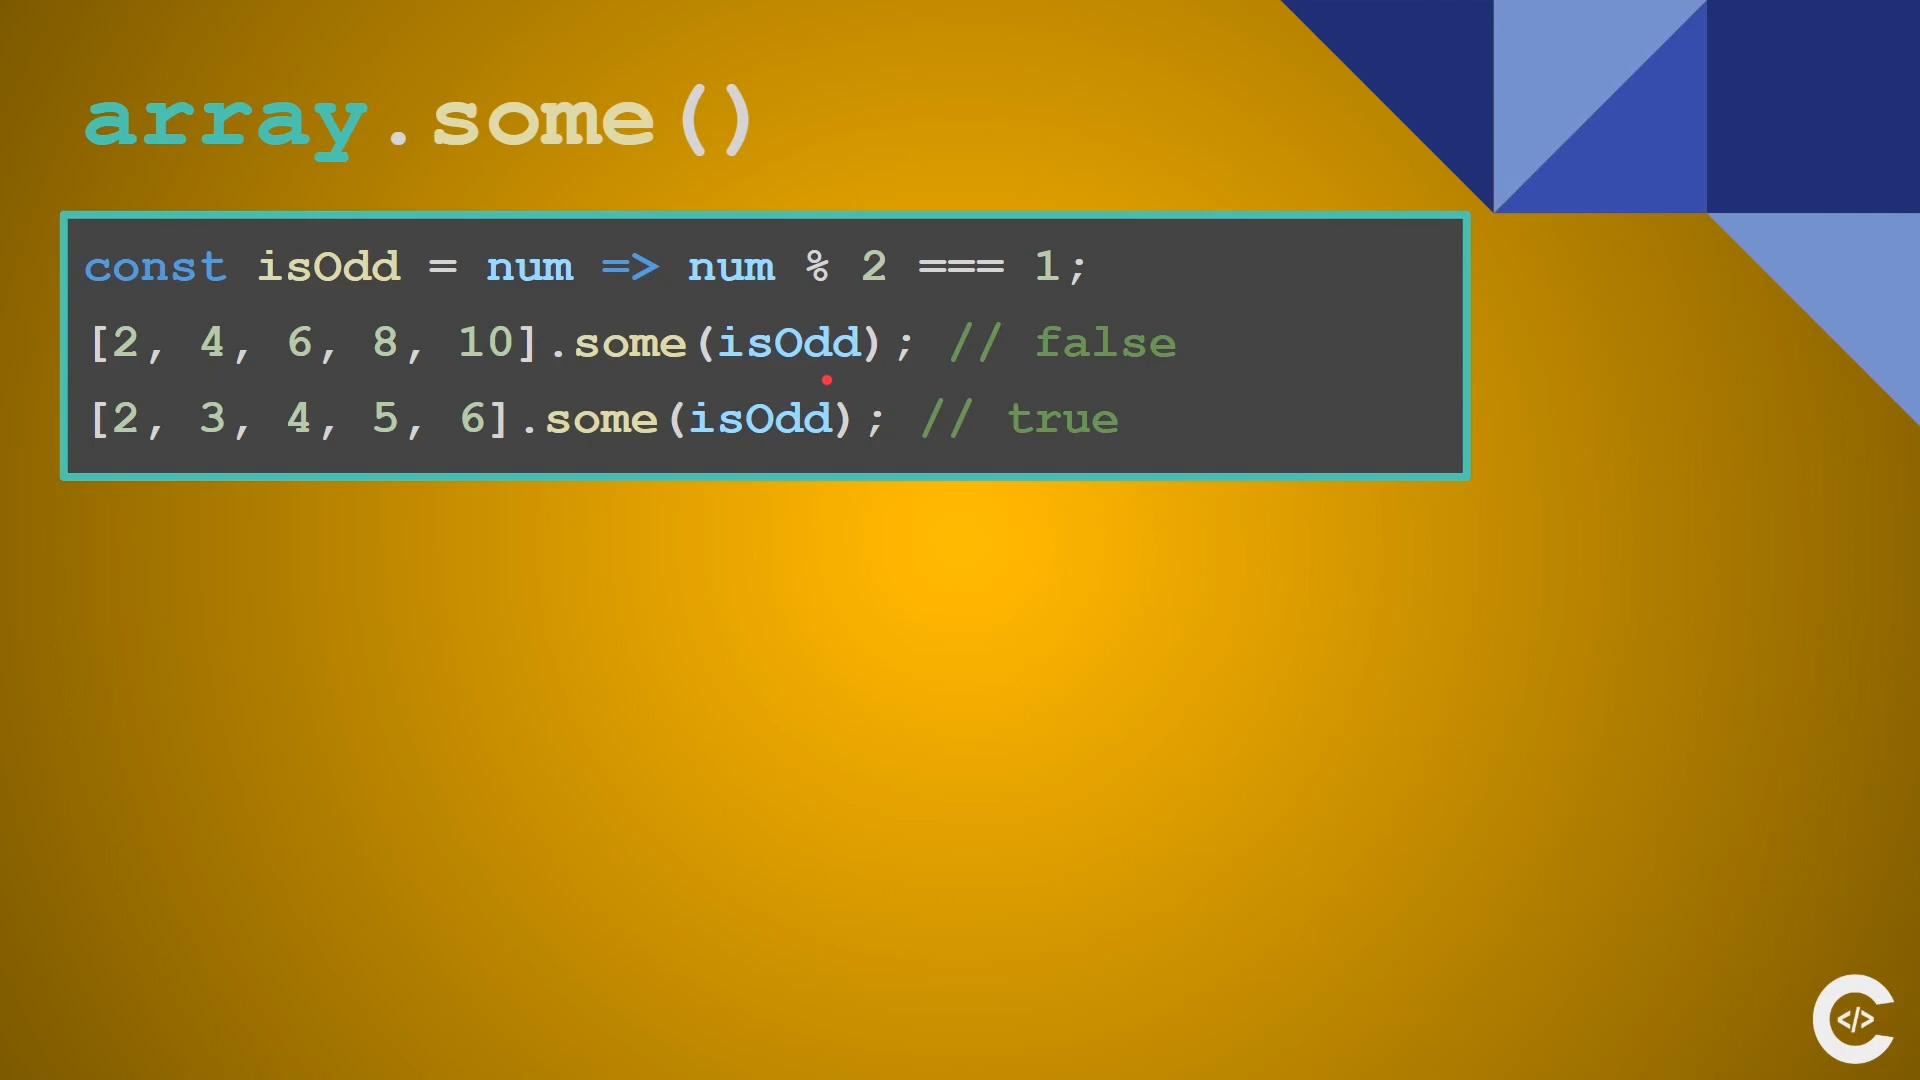 array.some()
const isOdd = num => num % 2 === 1;
[2, 4, 6, 8, 10].some(isOdd); // false
[2, 3, 4, 5, 6].some(isOdd); // true
</>